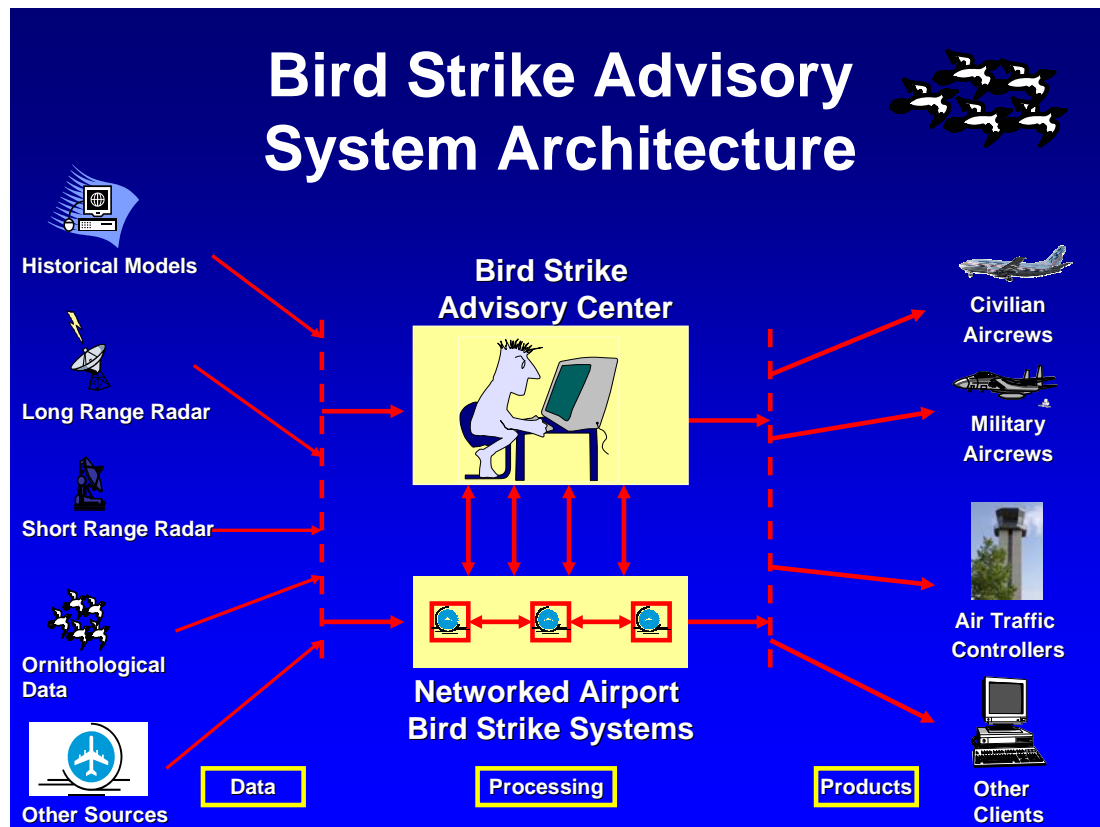 Bird Strike Advisory
System Architecture
Historical Models
Long Range Radar
Short Range Radar
Ornithological
Data
Other Sources
Bird Strike
Advisory Center
Networked Airport
Bird Strike Systems
Civilian
Aircrews
Military
Aircrews
Air Traffic
Controllers
Other
Clients
Data
Processing
Products